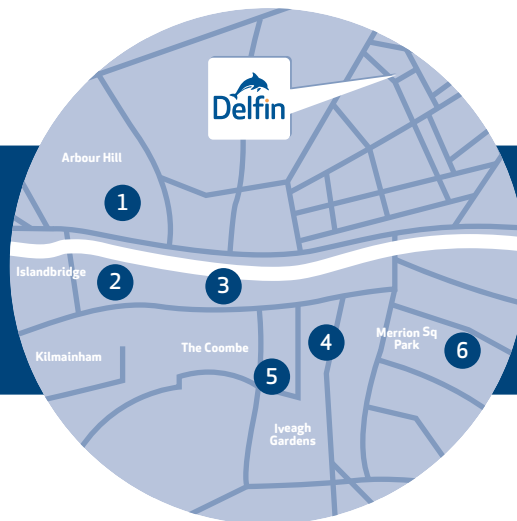 Delfin
Arbour Hill
1
Islandbridge
2
3
Kilmainham
The Coombe
4
Merrion Sq
Park
6
5
Iveagh
Gardens